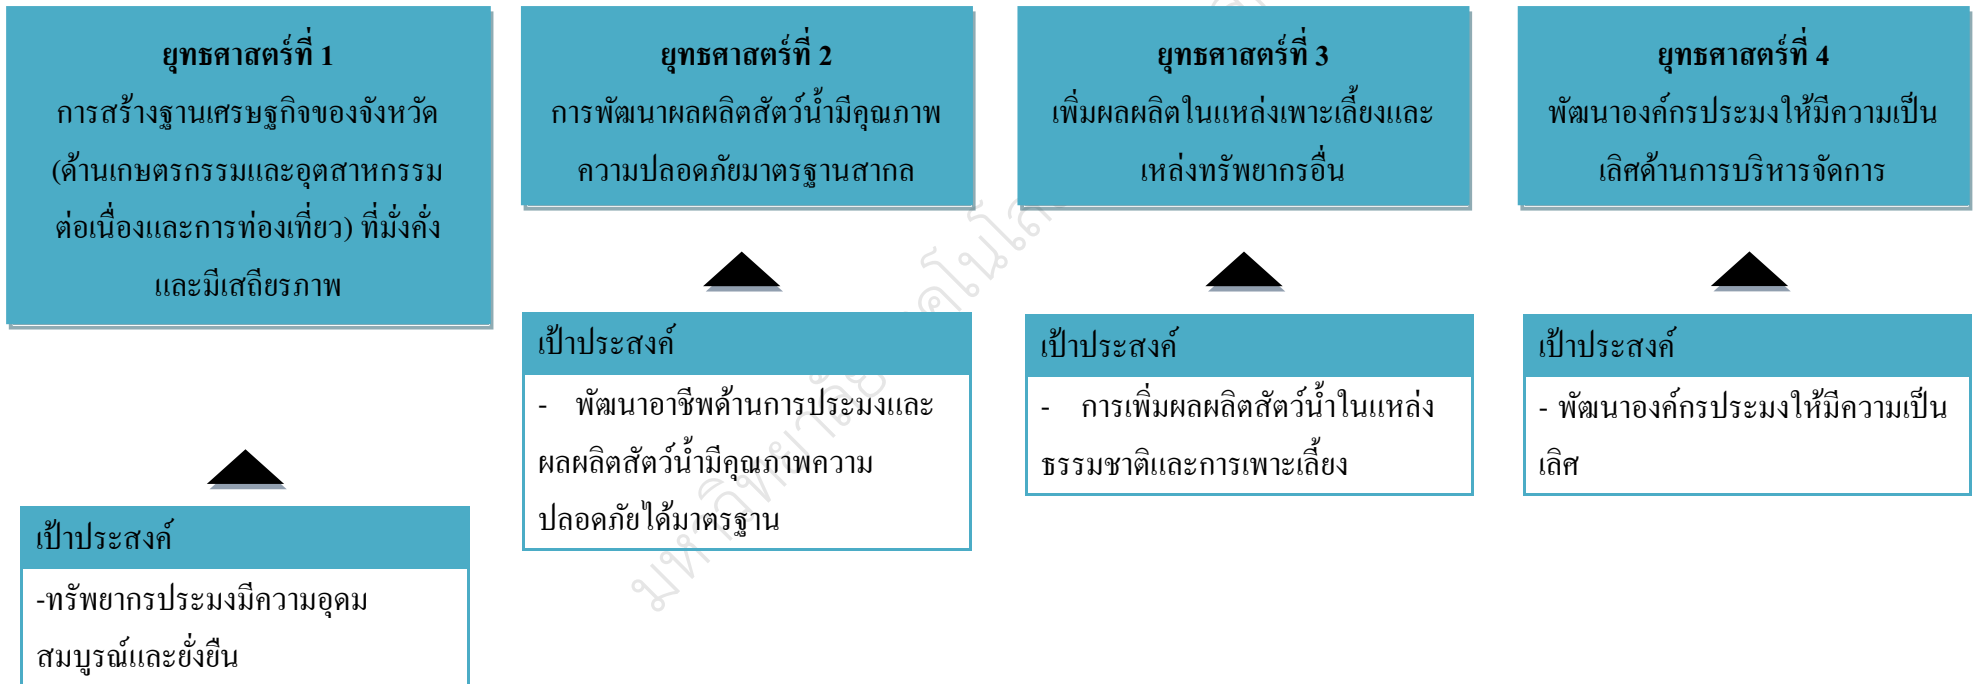 ยุทธศาสตร์ที่ 1
การสร้างฐานเศรษฐกิจของจังหวัด
(ด้านเกษตรกรรมและอุตสาหกรรม
ต่อเนื่องและการท่องเที่ยว) ที่มั่งคั่ง
และมีเสถียรภาพ
เป้าประสงค์
-ทรัพยากรประมงมีความอุดม
สมบูรณ์และยั่งยืน
ยุทธศาสตร์ที่ 2
การพัฒนาผลผลิตสัตว์น้ำมีคุณภาพ
ความปลอดภัยมาตรฐานสากล
เป้าประสงค์
- พัฒนาอาชีพด้านการประมงและ
ผลผลิตสัตว์น้ำมีคุณภาพความ
ปลอดภัยได้มาตรฐาน
ยุทธศาสตร์ที่ 3
เพิ่มผลผลิตในแหล่งเพาะเลี้ยงและ
เหล่งทรัพยากรอื่น
เป้าประสงค์
- การเพิ่มผลผลิตสัตว์น้ำในแหล่ง
ธรรมชาติและการเพาะเลี้ยง
ยุทธศาสตร์ที่ 4
พัฒนาองค์กรประมงให้มีความเป็น
เลิศด้านการบริหารจัดการ
เป้าประสงค์
- พัฒนาองค์กรประมงให้มีความเป็น
เลิศ